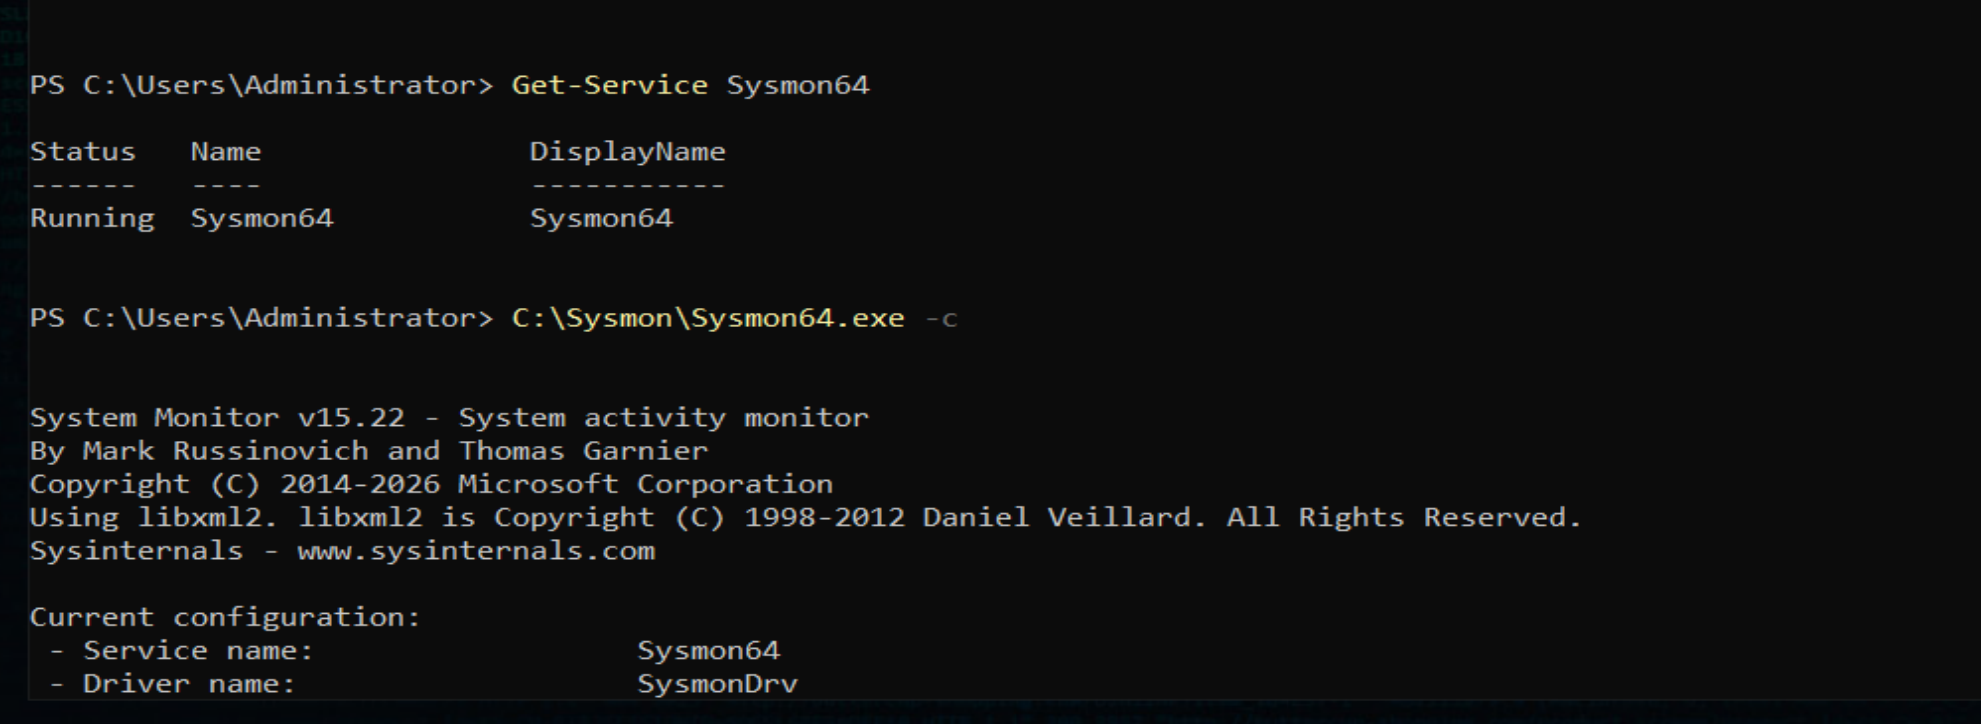 PS C:\Users\Administrator> Get-Service Sysmon64
Status   Name               DisplayName
------   ----               -----------
Running  Sysmon64           Sysmon64
PS C:\Users\Administrator> C:\Sysmon\Sysmon64.exe -c
System Monitor v15.22 - System activity monitor
By Mark Russinovich and Thomas Garnier
Copyright (C) 2014-2026 Microsoft Corporation
Using libxml2. libxml2 is Copyright (C) 1998-2012 Daniel Veillard. All Rights Reserved.
Sysinternals - www.sysinternals.com
Current configuration:
 - Service name:                  Sysmon64
 - Driver name:                   SysmonDrv